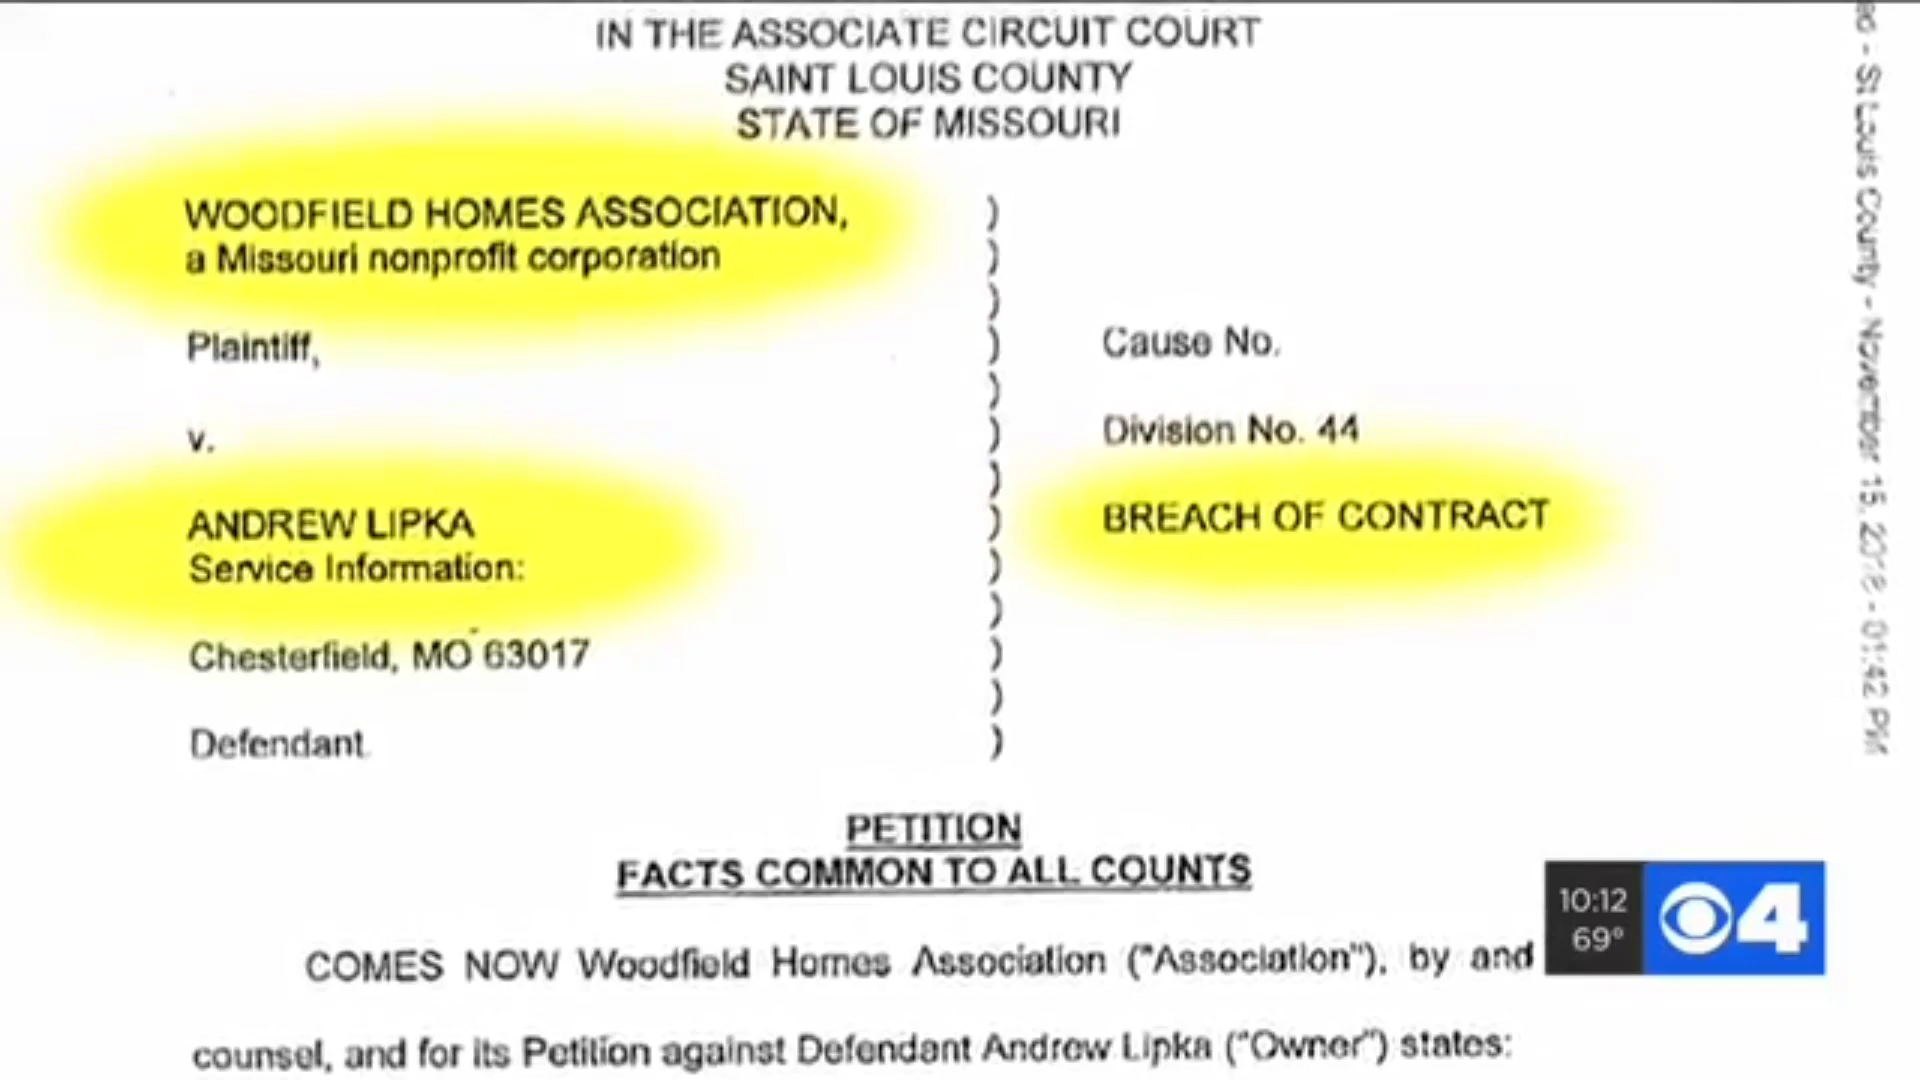 IN THE ASSOCIATE CIRCUIT COURT
SAINT LOUIS COUNTY
STATE OF MISSOURI
WOODFIELD HOMES ASSOCIATION,
a Missouri nonprofit corporation
Plaintiff,
v.
ANDREW LIPKA
Service Information:
Chesterfield, MO 63017
Defendant
)
)
)
)
)
)
)
)
)
)
)
)
)
Cause No.
Division No. 44
BREACH OF CONTRACT
PETITION
FACTS COMMON TO ALL COUNTS
COMES NOW Woodfield Homes Association ("Association"), by and
counsel, and for its Petition against Defendant Andrew Lipka ("Owner") states:
- St Louis County - November 15, 2018 - 01:42 PM
10:12
69°
4